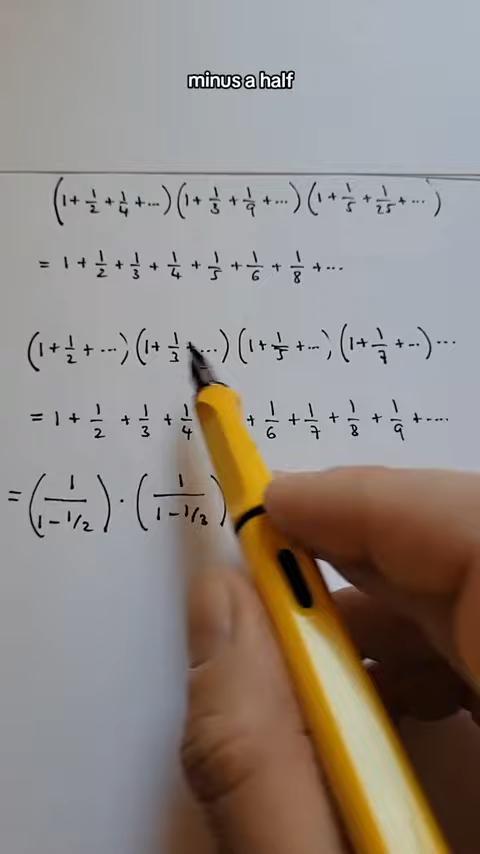 minus a half
(1 + 1/2 + 1/4 + ...)(1 + 1/3 + 1/9 + ...)(1 + 1/5 + 1/25 + ...)
= 1 + 1/2 + 1/3 + 1/4 + 1/5 + 1/6 + 1/8 + ...
(1 + 1/2 + ...)(1 + 1/3 + ...)(1 + 1/5 + ...)(1 + 1/7 + ...) ...
= 1 + 1/2 + 1/3 + 1/4 + 1/6 + 1/7 + 1/8 + 1/9 + ....
= (1/(1 - 1/2)) · (1/(1 - 1/3))